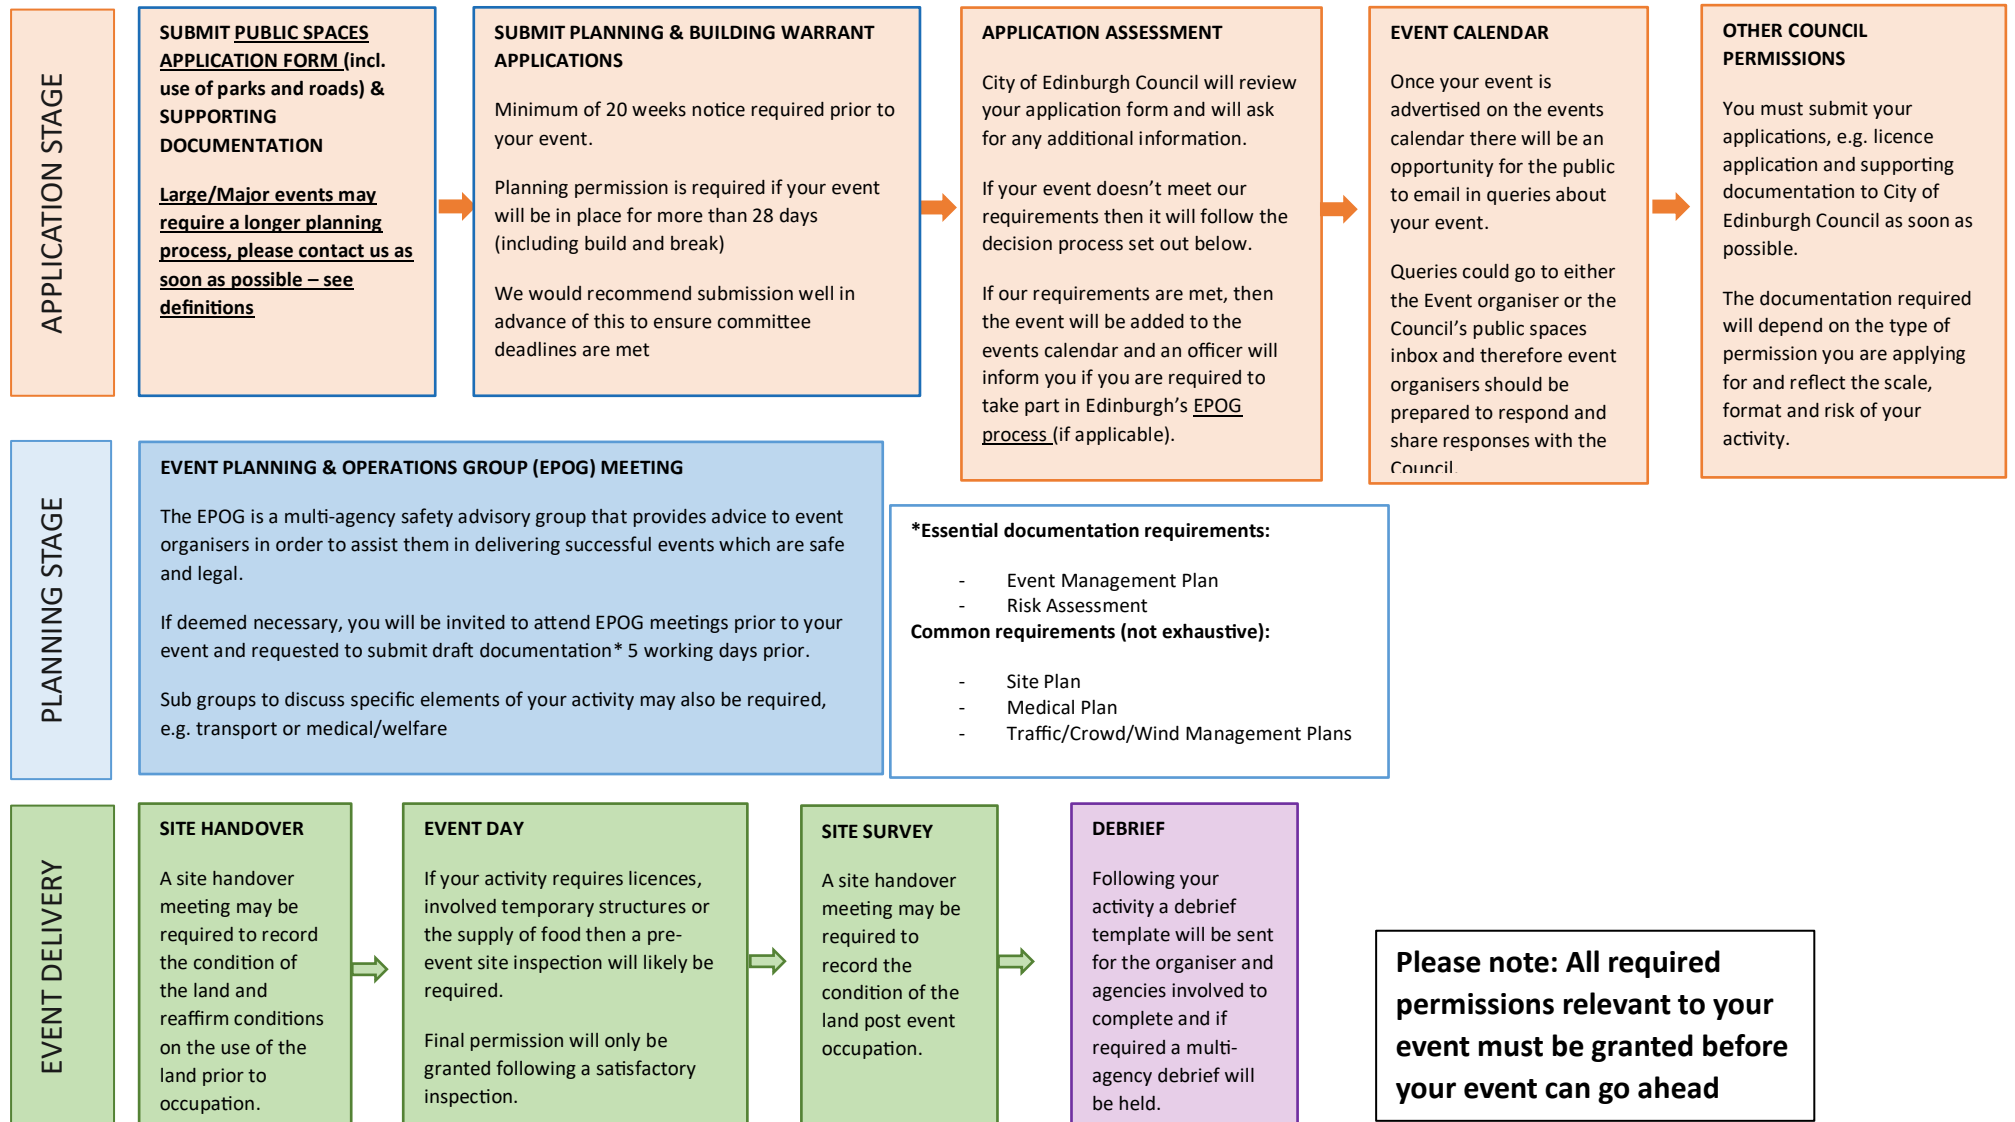 APPLICATION STAGE
SUBMIT PUBLIC SPACES
APPLICATION FORM (incl.
use of parks and roads) &
SUPPORTING
DOCUMENTATION
Large/Major events may
require a longer planning
process, please contact us as
soon as possible – see
definitions
SUBMIT PLANNING & BUILDING WARRANT
APPLICATIONS
Minimum of 20 weeks notice required prior to
your event.
Planning permission is required if your event
will be in place for more than 28 days
(including build and break)
We would recommend submission well in
advance of this to ensure committee
deadlines are met
APPLICATION ASSESSMENT
City of Edinburgh Council will review
your application form and will ask
for any additional information.
If your event doesn’t meet our
requirements then it will follow the
decision process set out below.
If our requirements are met, then
the event will be added to the
events calendar and an officer will
inform you if you are required to
take part in Edinburgh’s EPOG
process (if applicable).
EVENT CALENDAR
Once your event is
advertised on the events
calendar there will be an
opportunity for the public
to email in queries about
your event.
Queries could go to either
the Event organiser or the
Council’s public spaces
inbox and therefore event
organisers should be
prepared to respond and
share responses with the
Council.
OTHER COUNCIL
PERMISSIONS
You must submit your
applications, e.g. licence
application and supporting
documentation to City of
Edinburgh Council as soon as
possible.
The documentation required
will depend on the type of
permission you are applying
for and reflect the scale,
format and risk of your
activity.
PLANNING STAGE
EVENT PLANNING & OPERATIONS GROUP (EPOG) MEETING
The EPOG is a multi-agency safety advisory group that provides advice to event
organisers in order to assist them in delivering successful events which are safe
and legal.
If deemed necessary, you will be invited to attend EPOG meetings prior to your
event and requested to submit draft documentation* 5 working days prior.
Sub groups to discuss specific elements of your activity may also be required,
e.g. transport or medical/welfare
*Essential documentation requirements:
- Event Management Plan
- Risk Assessment
Common requirements (not exhaustive):
- Site Plan
- Medical Plan
- Traffic/Crowd/Wind Management Plans
EVENT DELIVERY
SITE HANDOVER
A site handover
meeting may be
required to record
the condition of
the land and
reaffirm conditions
on the use of the
land prior to
occupation.
EVENT DAY
If your activity requires licences,
involved temporary structures or
the supply of food then a pre-
event site inspection will likely be
required.
Final permission will only be
granted following a satisfactory
inspection.
SITE SURVEY
A site handover
meeting may be
required to
record the
condition of the
land post event
occupation.
DEBRIEF
Following your
activity a debrief
template will be sent
for the organiser and
agencies involved to
complete and if
required a multi-
agency debrief will
be held.
Please note: All required
permissions relevant to your
event must be granted before
your event can go ahead